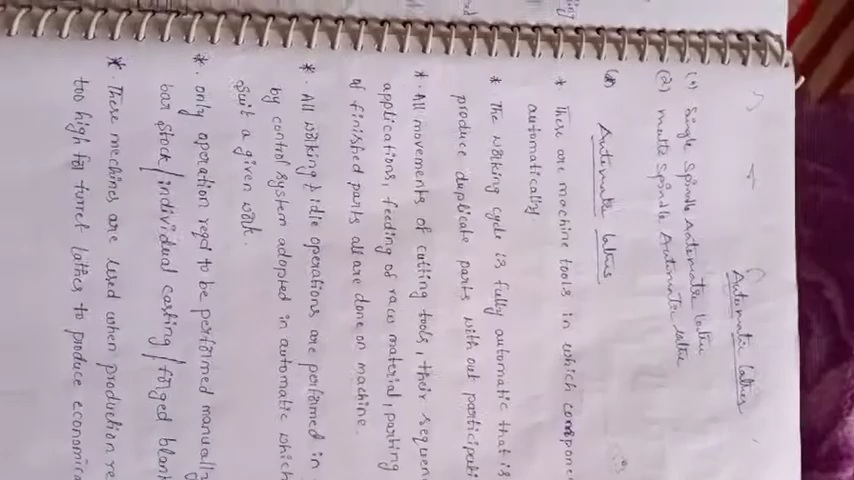 Automatic lathes
(1) Single spindle Automatic lathe
(2) multi spindle Automatic lathe
Automatic lathes
* These are machine tools in which compone
automatically.
* The working cycle is fully automatic that is
produce duplicate parts with out participati
* All movements of cutting tools, their sequen
applications, feeding of raw material, parting
of finished parts all are done on machine.
* All working & idle operations are performed in
by control system adopted in automatic which
suit a given work.
* only operation reqd to be performed manually
bar stock/individual casting/forged blank
* These machines are used when production re
too high for turret lathes to produce economica